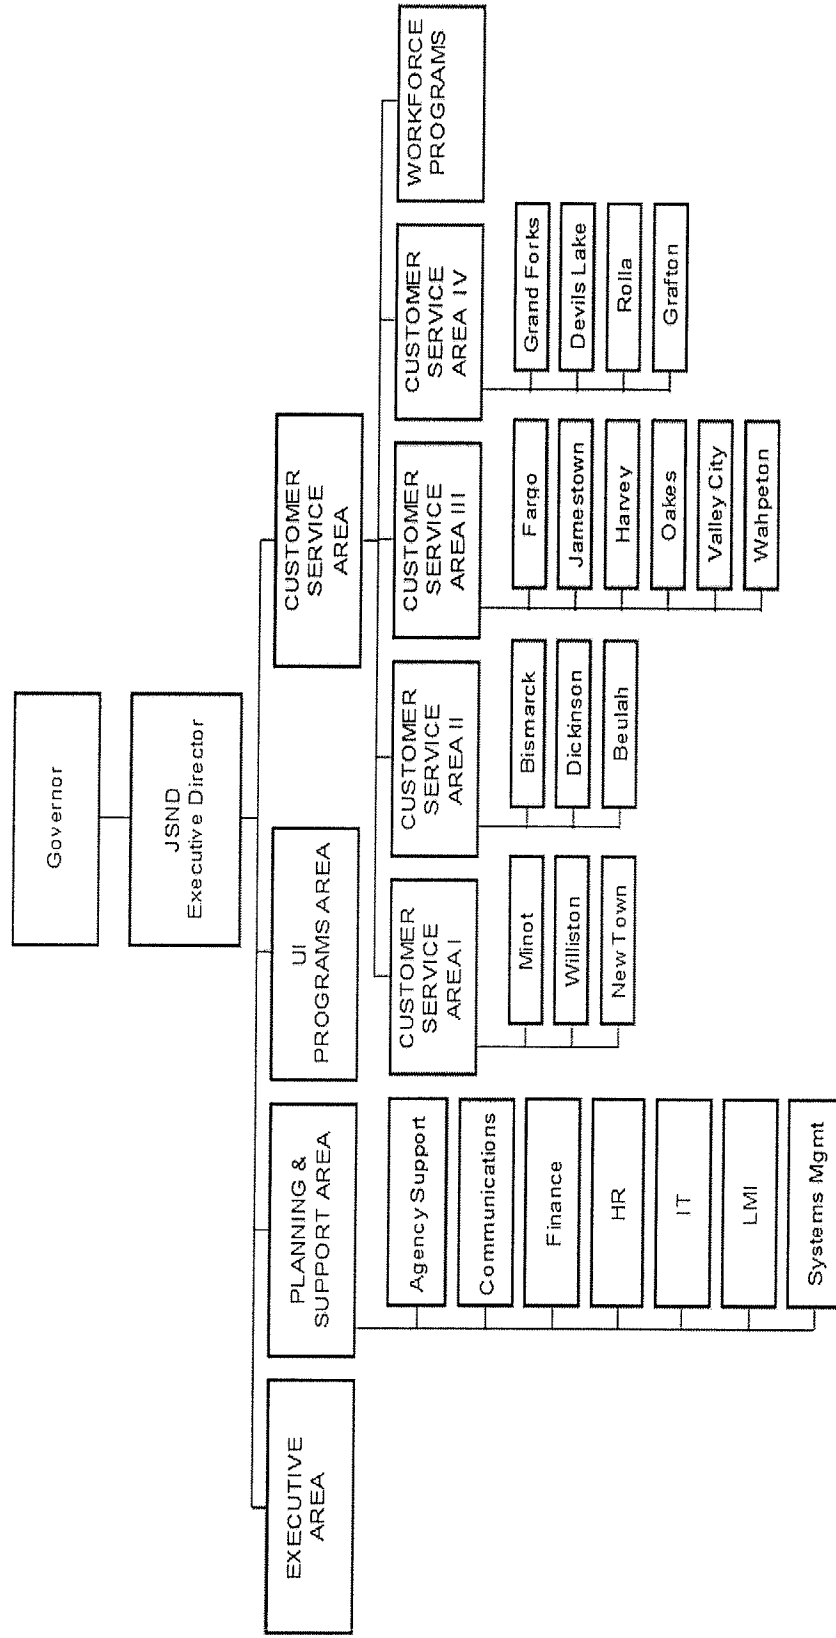 Governor
JSND
Executive Director
EXECUTIVE
AREA
PLANNING &
SUPPORT AREA
UI
PROGRAMS AREA
CUSTOMER
SERVICE
AREA
Agency Support
Communications
Finance
HR
IT
LMI
Systems Mgmt
CUSTOMER
SERVICE
AREA I
Minot
Williston
New Town
CUSTOMER
SERVICE
AREA II
Bismarck
Dickinson
Beulah
CUSTOMER
SERVICE
AREA III
Fargo
Jamestown
Harvey
Oakes
Valley City
Wahpeton
CUSTOMER
SERVICE
AREA IV
Grand Forks
Devils Lake
Rolla
Grafton
WORKFORCE
PROGRAMS